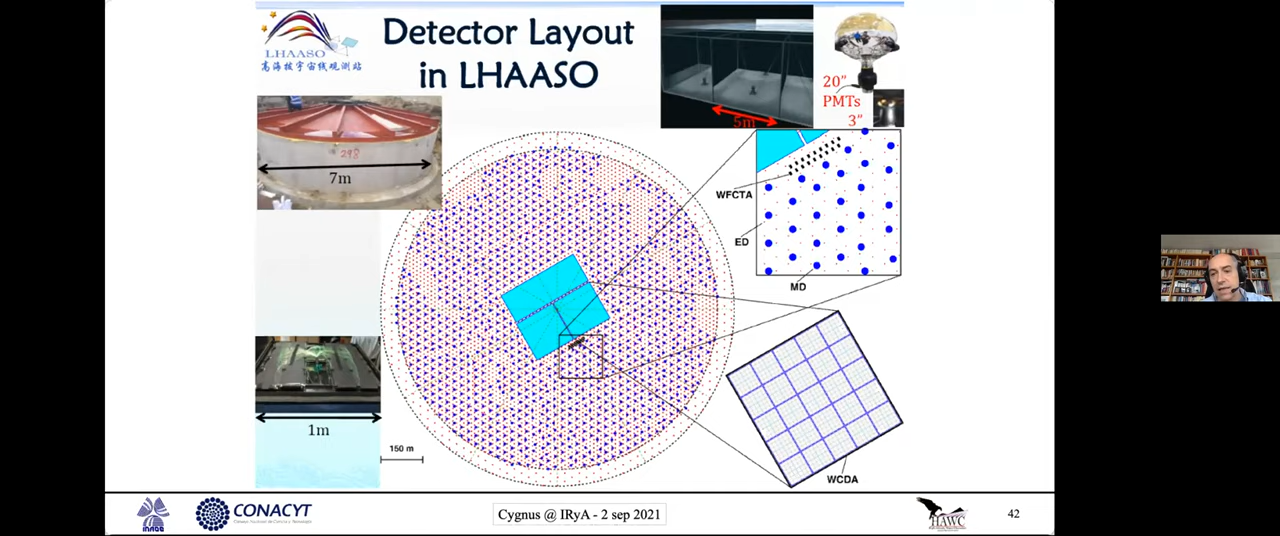 LHAASO
高海拔宇宙线观测站
Detector Layout
in LHAASO
20"
PMTs
3"
5m
298
7m
WFCTA
ED
MD
1m
150 m
WCDA
INAOE
CONACYT
Consejo Nacional de Ciencia y Tecnología
Cygnus @ IRyA - 2 sep 2021
HAWC
42